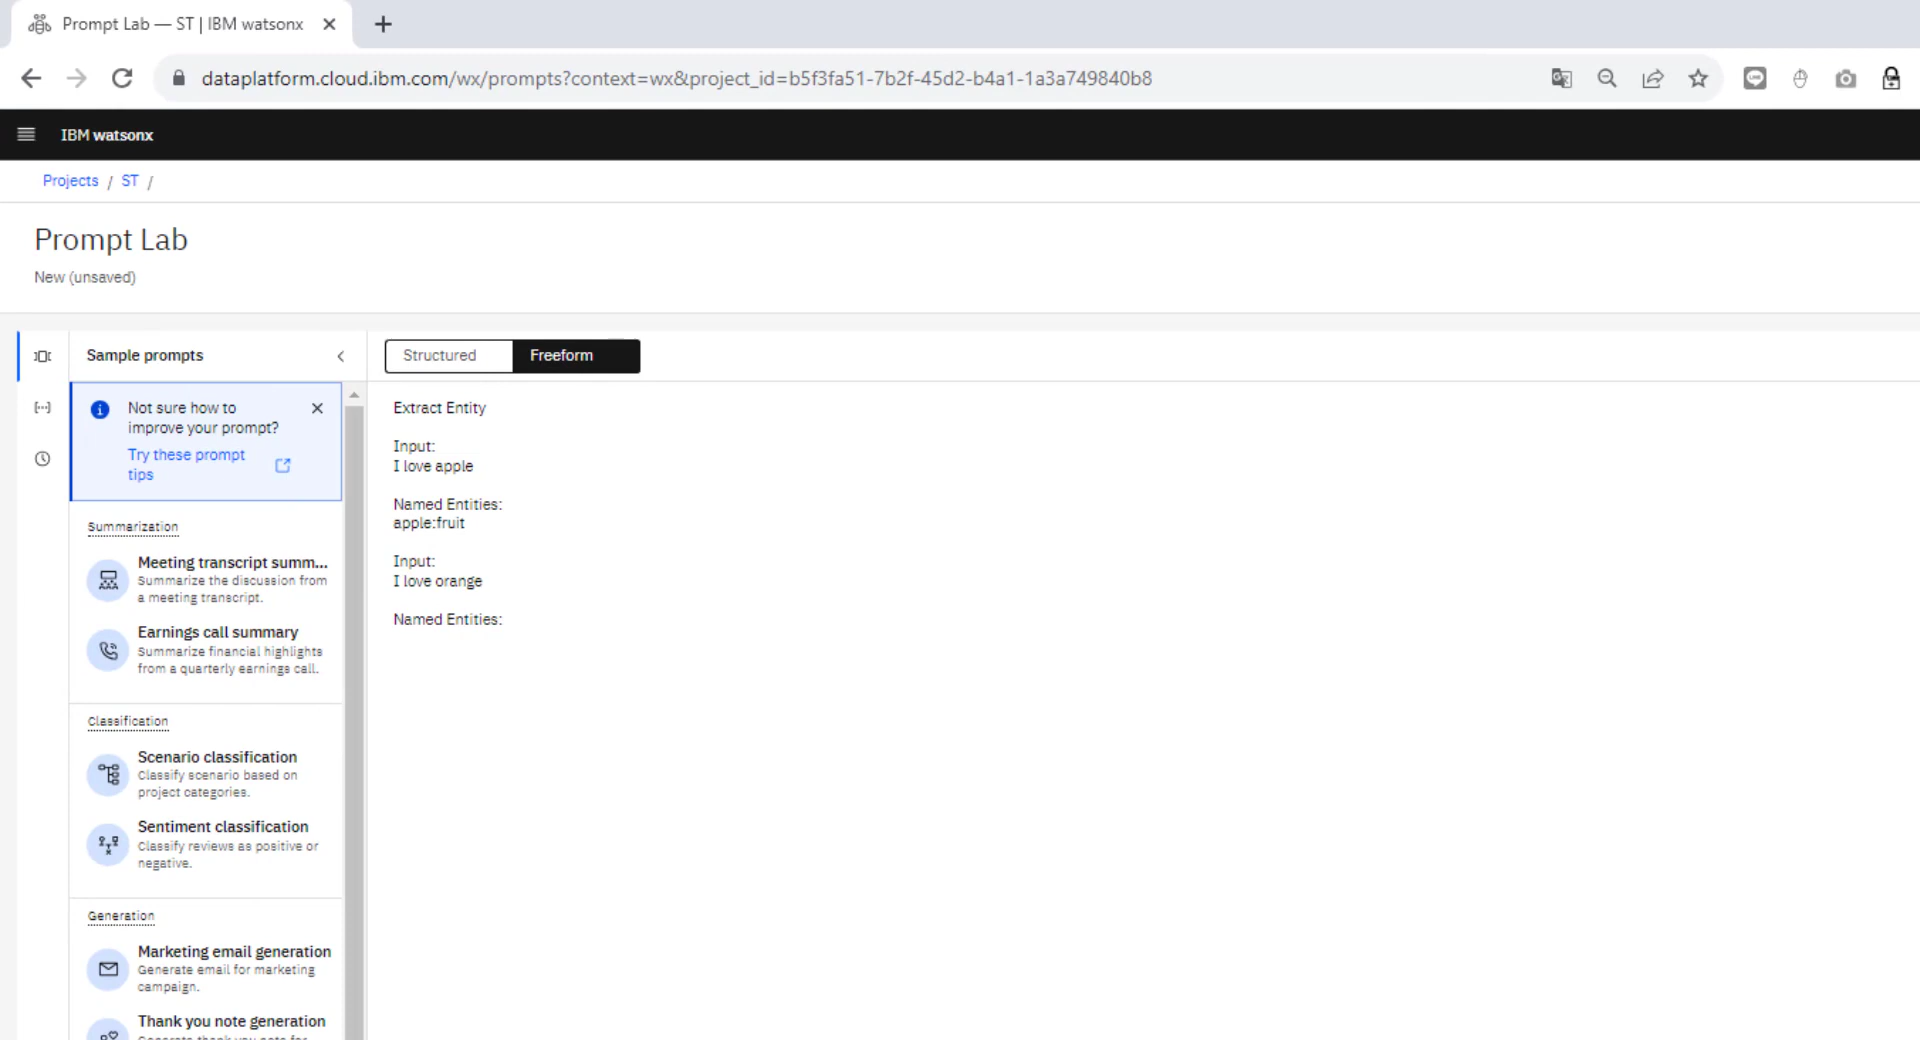 Prompt Lab — ST | IBM watsonx
dataplatform.cloud.ibm.com/wx/prompts?context=wx&project_id=b5f3fa51-7b2f-45d2-b4a1-1a3a749840b8
IBM watsonx
Projects / ST /
Prompt Lab
New (unsaved)
Sample prompts
Not sure how to
improve your prompt?
Try these prompt
tips
Summarization
Meeting transcript summ...
Summarize the discussion from
a meeting transcript.
Earnings call summary
Summarize financial highlights
from a quarterly earnings call.
Classification
Scenario classification
Classify scenario based on
project categories.
Sentiment classification
Classify reviews as positive or
negative.
Generation
Marketing email generation
Generate email for marketing
campaign.
Thank you note generation
Generate thank you note for
Structured Freeform
Extract Entity
Input:
I love apple
Named Entities:
apple:fruit
Input:
I love orange
Named Entities: